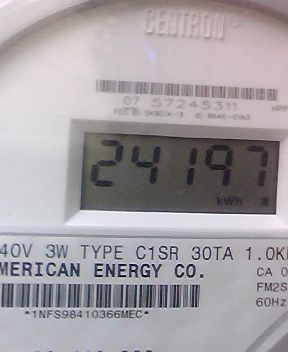 CENTRON
07 57245311
24197
kWh
40V 3W TYPE C1SR 30TA 1.0K
MERICAN ENERGY CO.
CA 0
FM2S
60Hz
*1NFS98410366MEC*